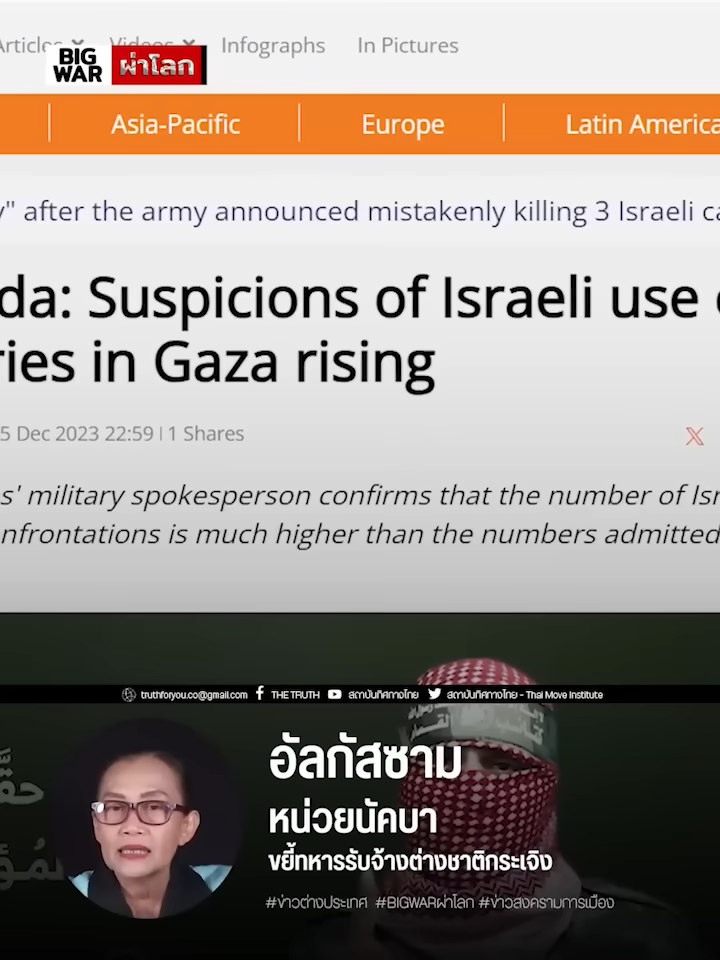 Articles Videos Infographs In Pictures
BIG WAR ผ่าโลก
Asia-Pacific Europe Latin America
y" after the army announced mistakenly killing 3 Israeli ca
da: Suspicions of Israeli use
ries in Gaza rising
5 Dec 2023 22:59 | 1 Shares
s' military spokesperson confirms that the number of Isr
nfrontations is much higher than the numbers admitted
truthforyou.co@gmail.com THE TRUTH สถาบันทิศทางไทย สถาบันทิศทางไทย - Thai Move Institute
อัลกัสซาม
หน่วยนัคบา
ขยี้ทหารรับจ้างต่างชาติกระเจิง
#ข่าวต่างประเทศ #BIGWARผ่าโลก #ข่าวสงครามการเมือง